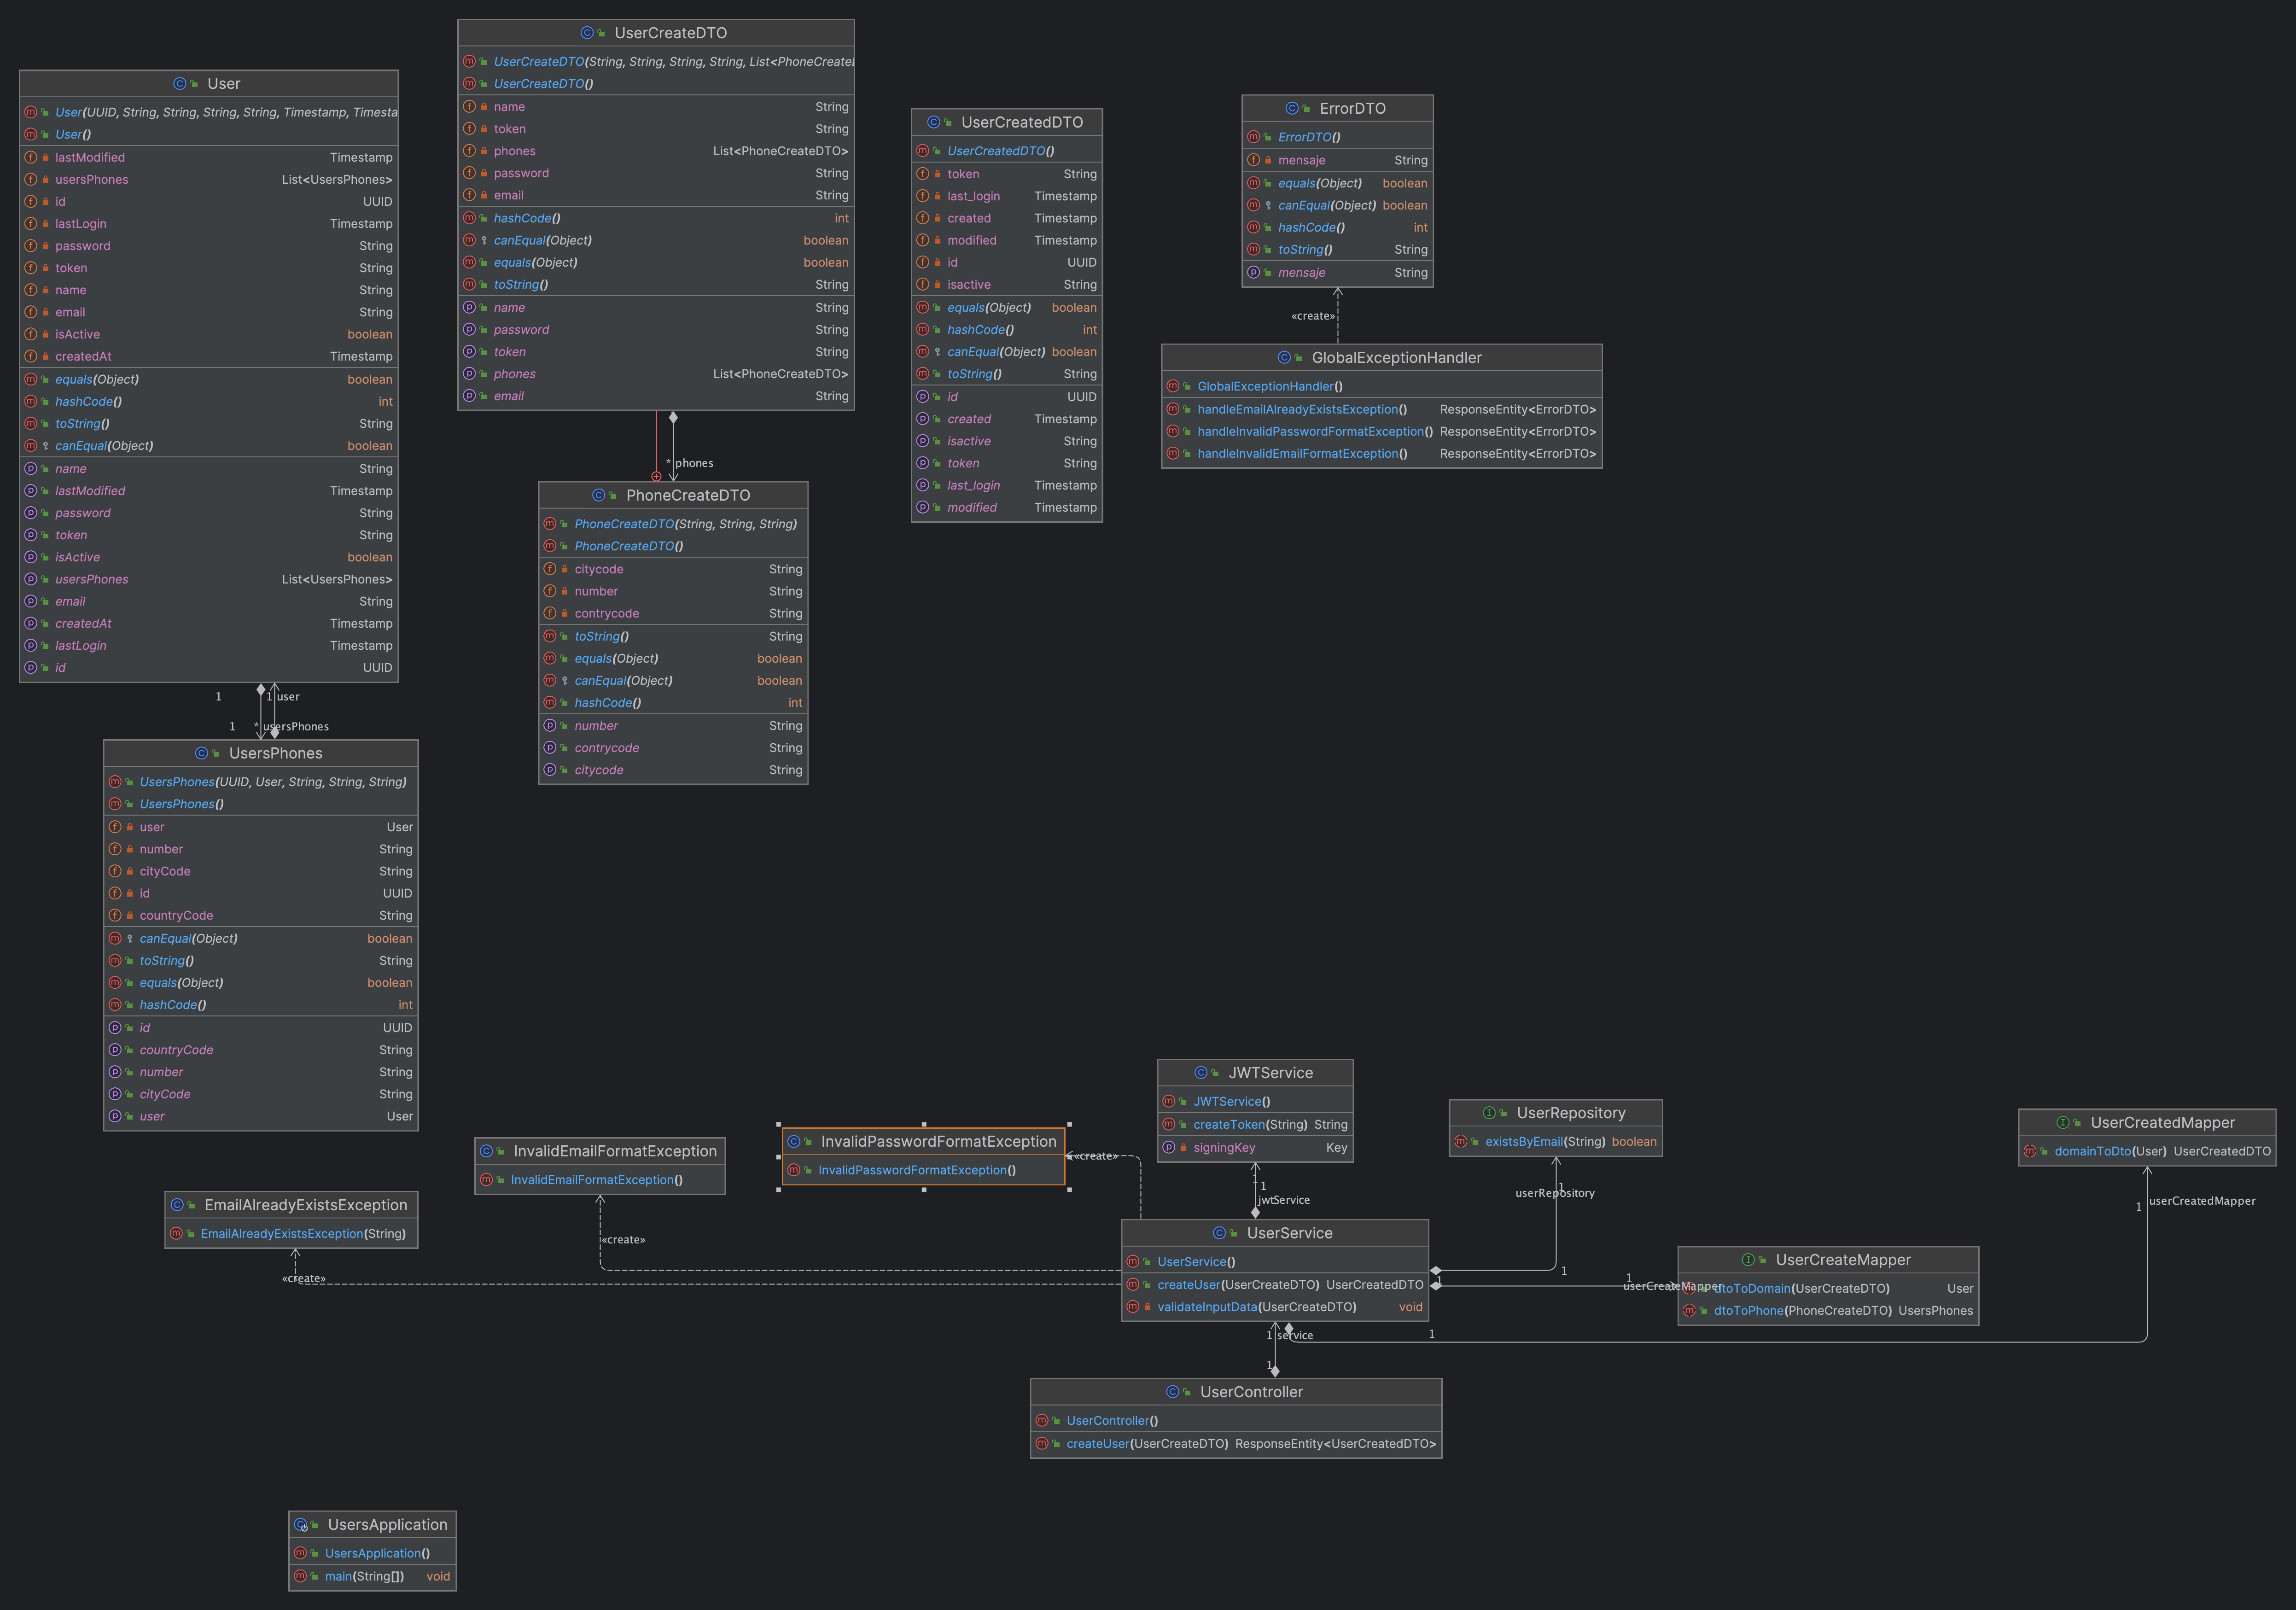 User
User(UUID, String, String, String, String, Timestamp, Timesta
User()
lastModified Timestamp
usersPhones List<UsersPhones>
id UUID
lastLogin Timestamp
password String
token String
name String
email String
isActive boolean
createdAt Timestamp
equals(Object) boolean
hashCode() int
toString() String
canEqual(Object) boolean
name String
lastModified Timestamp
password String
token String
isActive boolean
usersPhones List<UsersPhones>
email String
createdAt Timestamp
lastLogin Timestamp
id UUID
1
1 user
1
* usersPhones
UsersPhones
UsersPhones(UUID, User, String, String, String)
UsersPhones()
user User
number String
cityCode String
id UUID
countryCode String
canEqual(Object) boolean
toString() String
equals(Object) boolean
hashCode() int
id UUID
countryCode String
number String
cityCode String
user User
UserCreateDTO
UserCreateDTO(String, String, String, String, List<PhoneCreateI
UserCreateDTO()
name String
token String
phones List<PhoneCreateDTO>
password String
email String
hashCode() int
canEqual(Object) boolean
equals(Object) boolean
toString() String
name String
password String
token String
phones List<PhoneCreateDTO>
email String
* phones
PhoneCreateDTO
PhoneCreateDTO(String, String, String)
PhoneCreateDTO()
citycode String
number String
contrycode String
toString() String
equals(Object) boolean
canEqual(Object) boolean
hashCode() int
number String
contrycode String
citycode String
UserCreatedDTO
UserCreatedDTO()
token String
last_login Timestamp
created Timestamp
modified Timestamp
id UUID
isactive String
equals(Object) boolean
hashCode() int
canEqual(Object) boolean
toString() String
id UUID
created Timestamp
isactive String
token String
last_login Timestamp
modified Timestamp
ErrorDTO
ErrorDTO()
mensaje String
equals(Object) boolean
canEqual(Object) boolean
hashCode() int
toString() String
mensaje String
«create»
GlobalExceptionHandler
GlobalExceptionHandler()
handleEmailAlreadyExistsException() ResponseEntity<ErrorDTO>
handleInvalidPasswordFormatException() ResponseEntity<ErrorDTO>
handleInvalidEmailFormatException() ResponseEntity<ErrorDTO>
EmailAlreadyExistsException
EmailAlreadyExistsException(String)
«create»
InvalidEmailFormatException
InvalidEmailFormatException()
«create»
InvalidPasswordFormatException
InvalidPasswordFormatException()
«create»
JWTService
JWTService()
createToken(String) String
signingKey Key
1
1
jwtService
UserRepository
existsByEmail(String) boolean
1
userRepository
1
UserCreatedMapper
domainToDto(User) UserCreatedDTO
userCreatedMapper
1
UserService
UserService()
createUser(UserCreateDTO) UserCreatedDTO
validateInputData(UserCreateDTO) void
1
1
userCreateMapper
UserCreateMapper
dtoToDomain(UserCreateDTO) User
dtoToPhone(PhoneCreateDTO) UsersPhones
1 service
1
1
UserController
UserController()
createUser(UserCreateDTO) ResponseEntity<UserCreatedDTO>
UsersApplication
UsersApplication()
main(String[]) void